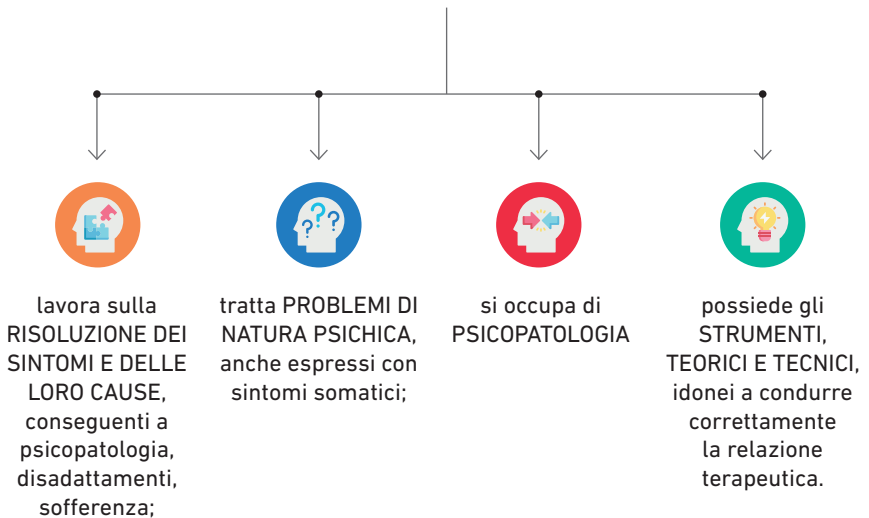 lavora sulla
RISOLUZIONE DEI
SINTOMI E DELLE
LORO CAUSE,
conseguenti a
psicopatologia,
disadattamenti,
sofferenza;
tratta PROBLEMI DI
NATURA PSICHICA,
anche espressi con
sintomi somatici;
si occupa di
PSICOPATOLOGIA
possiede gli
STRUMENTI,
TEORICI E TECNICI,
idonei a condurre
correttamente
la relazione
terapeutica.